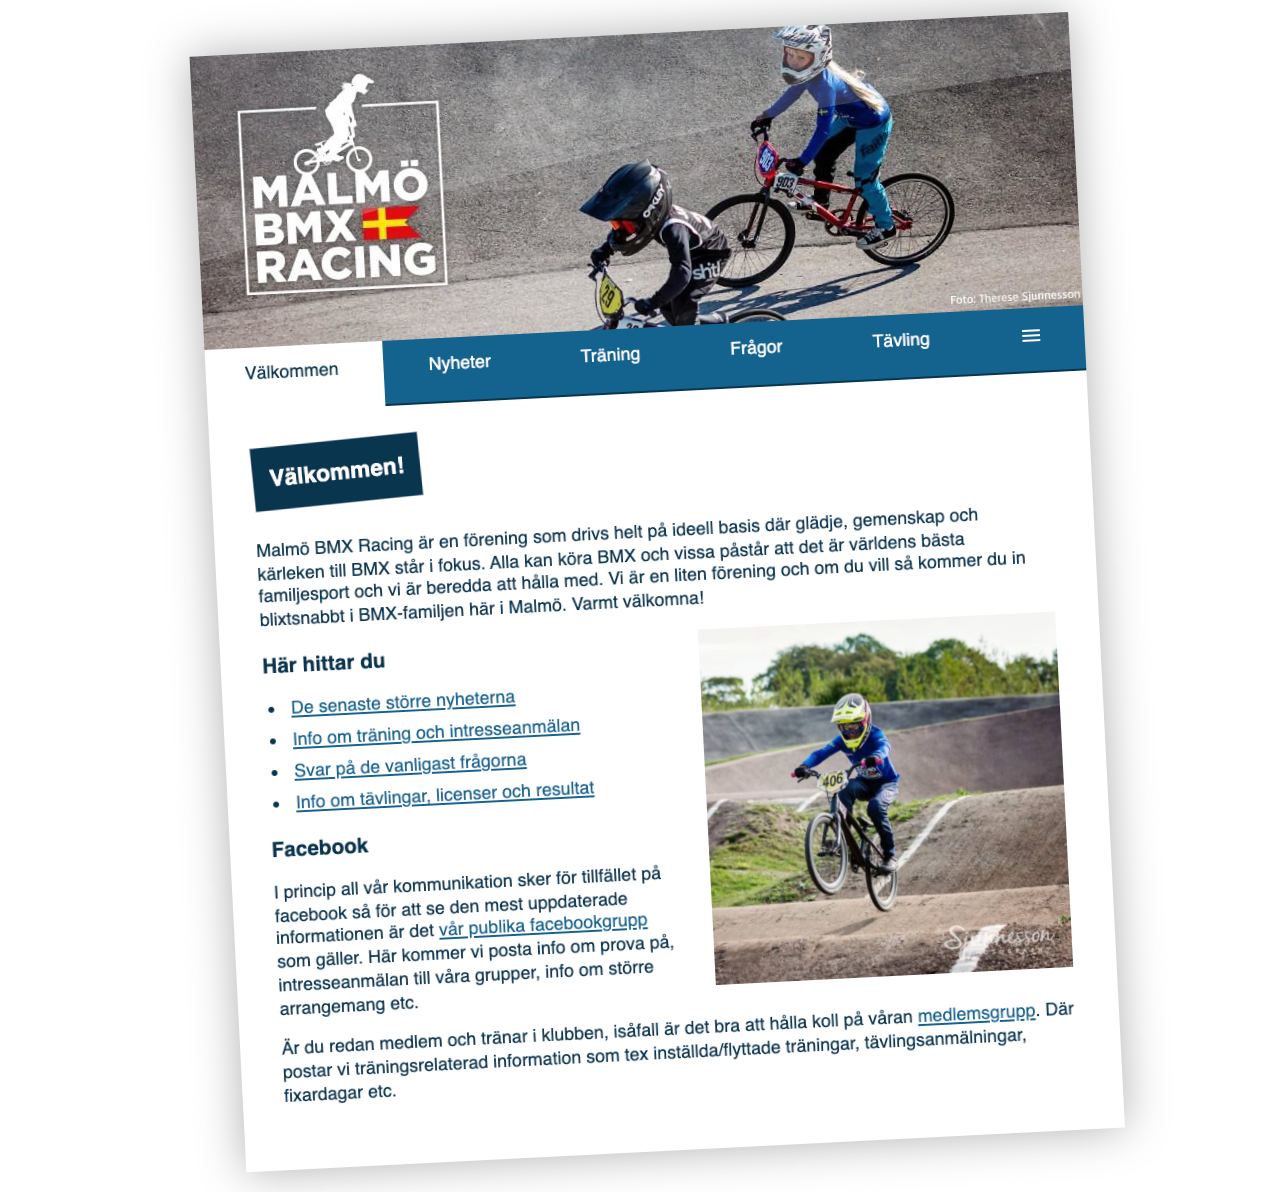 MALMÖ
BMX
RACING
OAKLEY
903
903
29
Foto: Therese Sjunnesson
Välkommen
Nyheter
Träning
Frågor
Tävling
Välkommen!
Malmö BMX Racing är en förening som drivs helt på ideell basis där glädje, gemenskap och
kärleken till BMX står i fokus. Alla kan köra BMX och vissa påstår att det är världens bästa
familjesport och vi är beredda att hålla med. Vi är en liten förening och om du vill så kommer du in
blixtsnabbt i BMX-familjen här i Malmö. Varmt välkomna!
Här hittar du
De senaste större nyheterna
Info om träning och intresseanmälan
Svar på de vanligast frågorna
Info om tävlingar, licenser och resultat
406
Sjunnesson
Facebook
I princip all vår kommunikation sker för tillfället på
facebook så för att se den mest uppdaterade
informationen är det vår publika facebookgrupp
som gäller. Här kommer vi posta info om prova på,
intresseanmälan till våra grupper, info om större
arrangemang etc.
Är du redan medlem och tränar i klubben, isåfall är det bra att hålla koll på våran medlemsgrupp. Där
postar vi träningsrelaterad information som tex inställda/flyttade träningar, tävlingsanmälningar,
fixardagar etc.